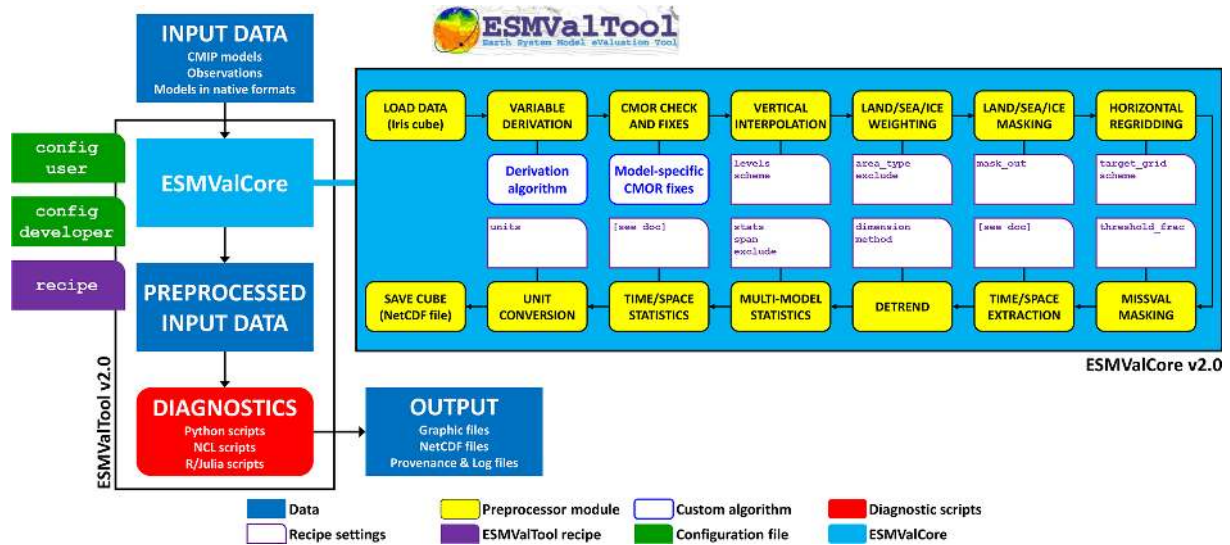 ESMValTool
Earth System Model eValuation Tool
INPUT DATA
CMIP models
Observations
Models in native formats
config
user
config
developer
recipe
ESMValCore
PREPROCESSED
INPUT DATA
DIAGNOSTICS
Python scripts
NCL scripts
R/Julia scripts
ESMValTool v2.0
OUTPUT
Graphic files
NetCDF files
Provenance & Log files
LOAD DATA
(Iris cube)
VARIABLE
DERIVATION
CMOR CHECK
AND FIXES
VERTICAL
INTERPOLATION
LAND/SEA/ICE
WEIGHTING
LAND/SEA/ICE
MASKING
HORIZONTAL
REGRIDDING
Derivation
algorithm
Model-specific
CMOR fixes
levels
scheme
area_type
exclude
mask_out
target_grid
scheme
units
[see doc]
stats
span
exclude
dimension
method
[see doc]
threshold_frac
SAVE CUBE
(NetCDF file)
UNIT
CONVERSION
TIME/SPACE
STATISTICS
MULTI-MODEL
STATISTICS
DETREND
TIME/SPACE
EXTRACTION
MISSVAL
MASKING
ESMValCore v2.0
Data
Preprocessor module
Custom algorithm
Diagnostic scripts
Recipe settings
ESMValTool recipe
Configuration file
ESMValCore